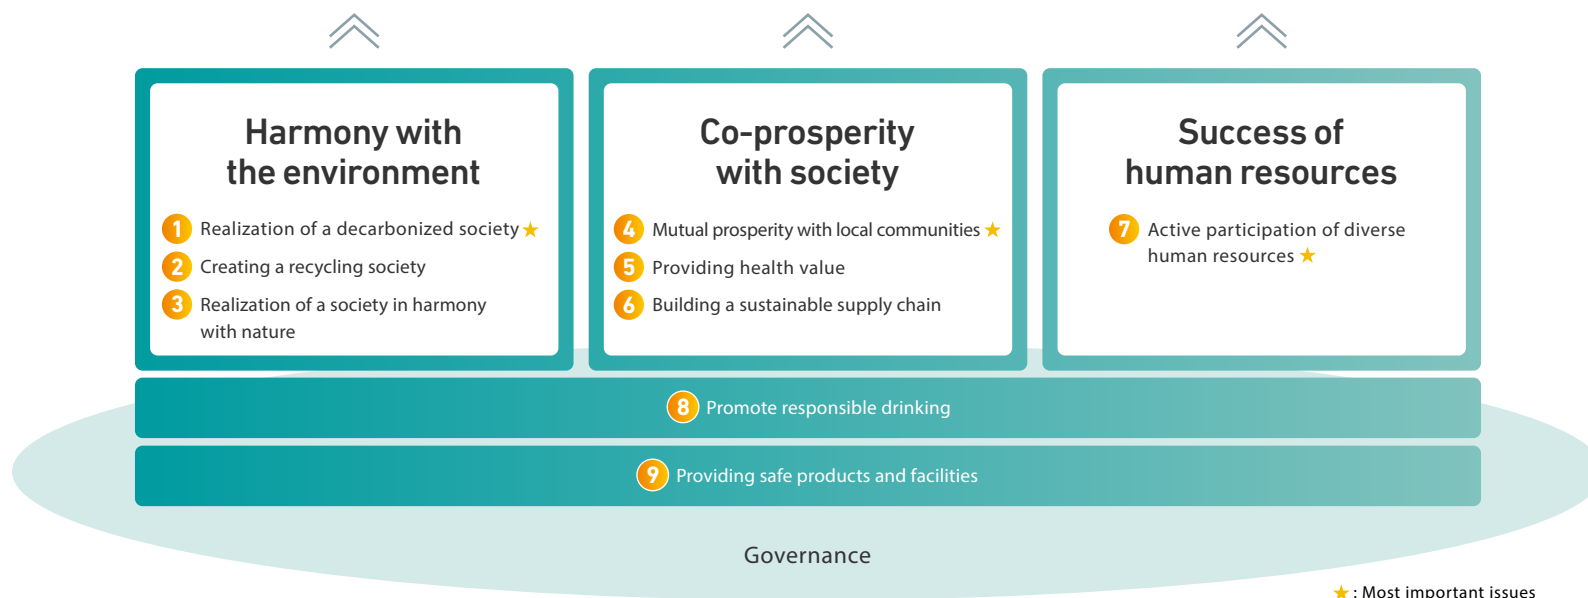 Harmony with
the environment
1 Realization of a decarbonized society ★
2 Creating a recycling society
3 Realization of a society in harmony
with nature
Co-prosperity
with society
4 Mutual prosperity with local communities ★
5 Providing health value
6 Building a sustainable supply chain
Success of
human resources
7 Active participation of diverse
human resources ★
8 Promote responsible drinking
9 Providing safe products and facilities
Governance
★ : Most important issues